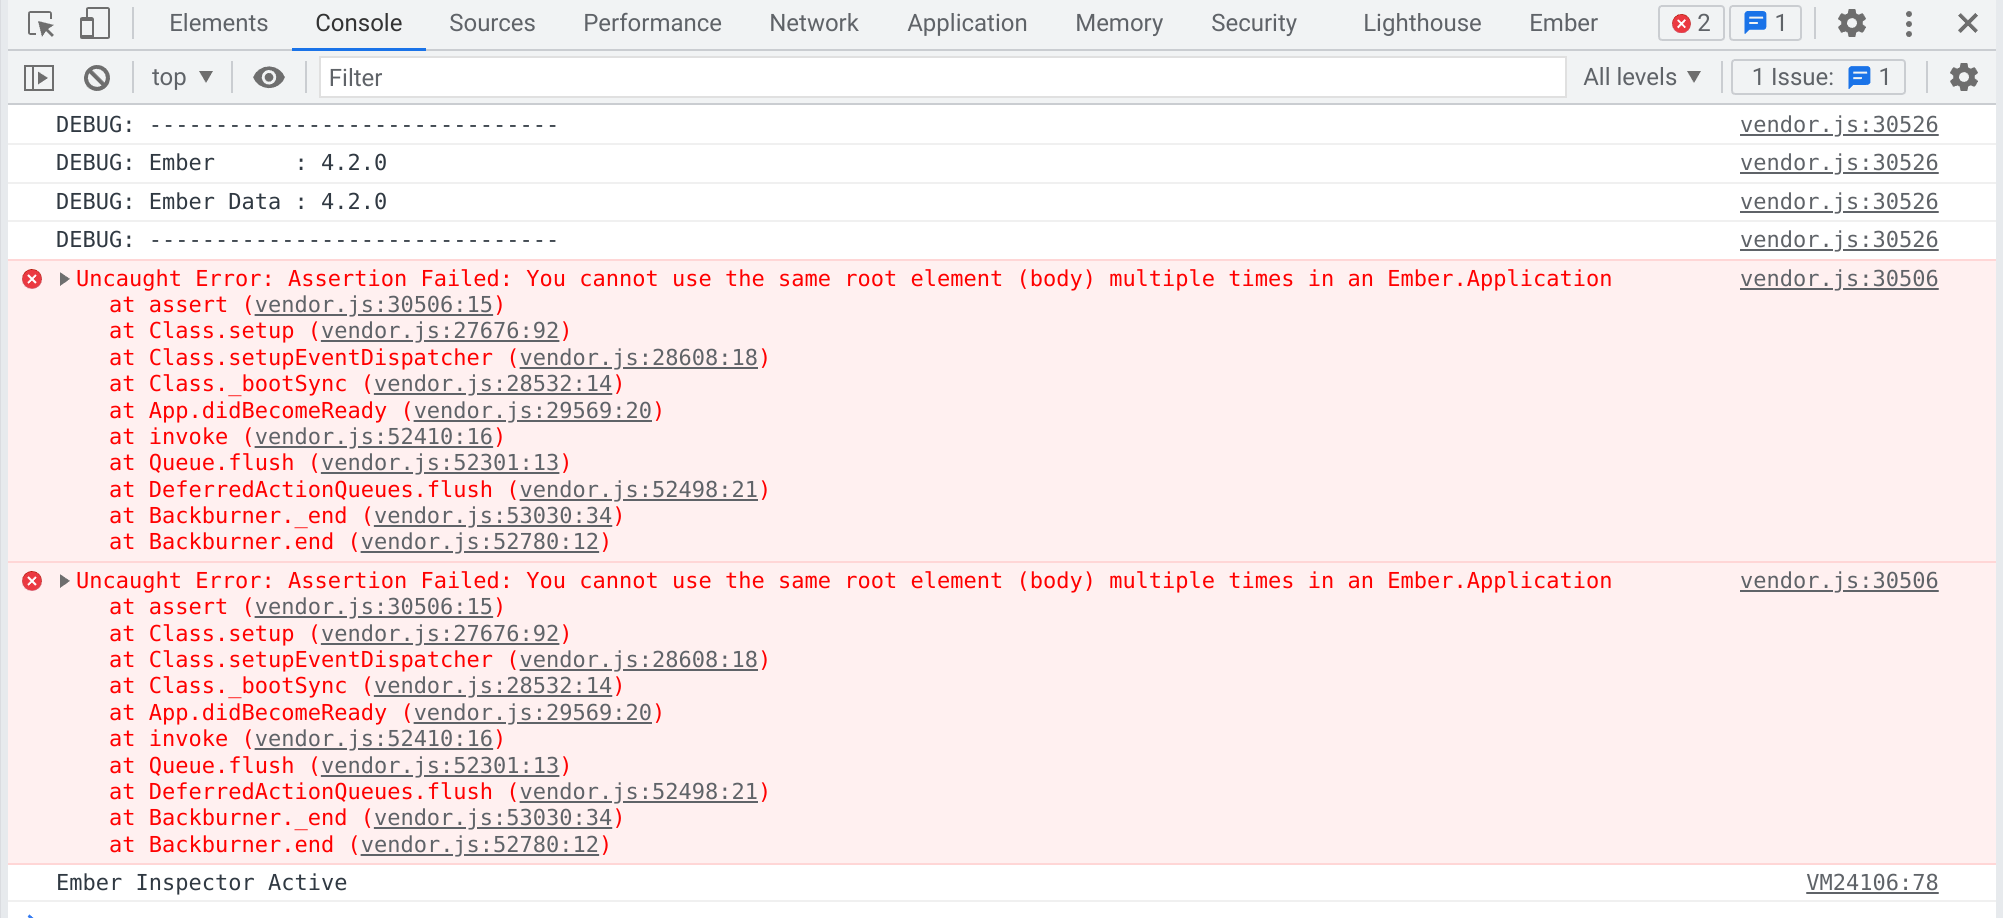 Elements Console Sources Performance Network Application Memory Security Lighthouse Ember 2 1
top Filter All levels 1 Issue: 1
DEBUG: ------------------------------- vendor.js:30526
DEBUG: Ember      : 4.2.0 vendor.js:30526
DEBUG: Ember Data : 4.2.0 vendor.js:30526
DEBUG: ------------------------------- vendor.js:30526
Uncaught Error: Assertion Failed: You cannot use the same root element (body) multiple times in an Ember.Application vendor.js:30506
at assert (vendor.js:30506:15)
at Class.setup (vendor.js:27676:92)
at Class.setupEventDispatcher (vendor.js:28608:18)
at Class._bootSync (vendor.js:28532:14)
at App.didBecomeReady (vendor.js:29569:20)
at invoke (vendor.js:52410:16)
at Queue.flush (vendor.js:52301:13)
at DeferredActionQueues.flush (vendor.js:52498:21)
at Backburner._end (vendor.js:53030:34)
at Backburner.end (vendor.js:52780:12)
Uncaught Error: Assertion Failed: You cannot use the same root element (body) multiple times in an Ember.Application vendor.js:30506
at assert (vendor.js:30506:15)
at Class.setup (vendor.js:27676:92)
at Class.setupEventDispatcher (vendor.js:28608:18)
at Class._bootSync (vendor.js:28532:14)
at App.didBecomeReady (vendor.js:29569:20)
at invoke (vendor.js:52410:16)
at Queue.flush (vendor.js:52301:13)
at DeferredActionQueues.flush (vendor.js:52498:21)
at Backburner._end (vendor.js:53030:34)
at Backburner.end (vendor.js:52780:12)
Ember Inspector Active VM24106:78